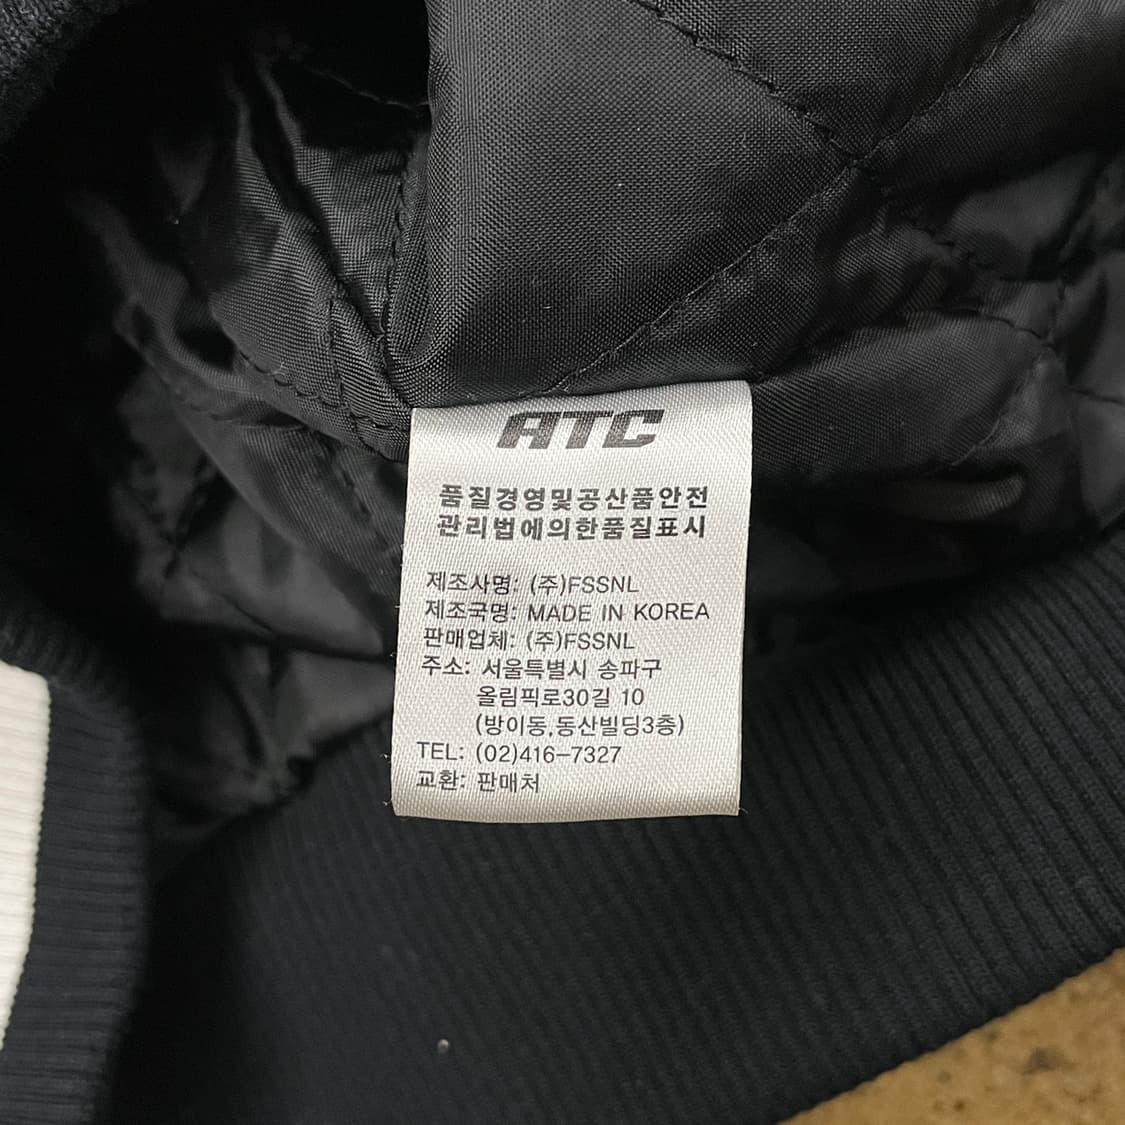 ATC
품질경영및공산품안전
관리법에의한품질표시
제조사명: (주)FSSNL
제조국명: MADE IN KOREA
판매업체: (주)FSSNL
주소: 서울특별시 송파구
올림픽로30길 10
(방이동,동산빌딩3층)
TEL: (02)416-7327
교환: 판매처